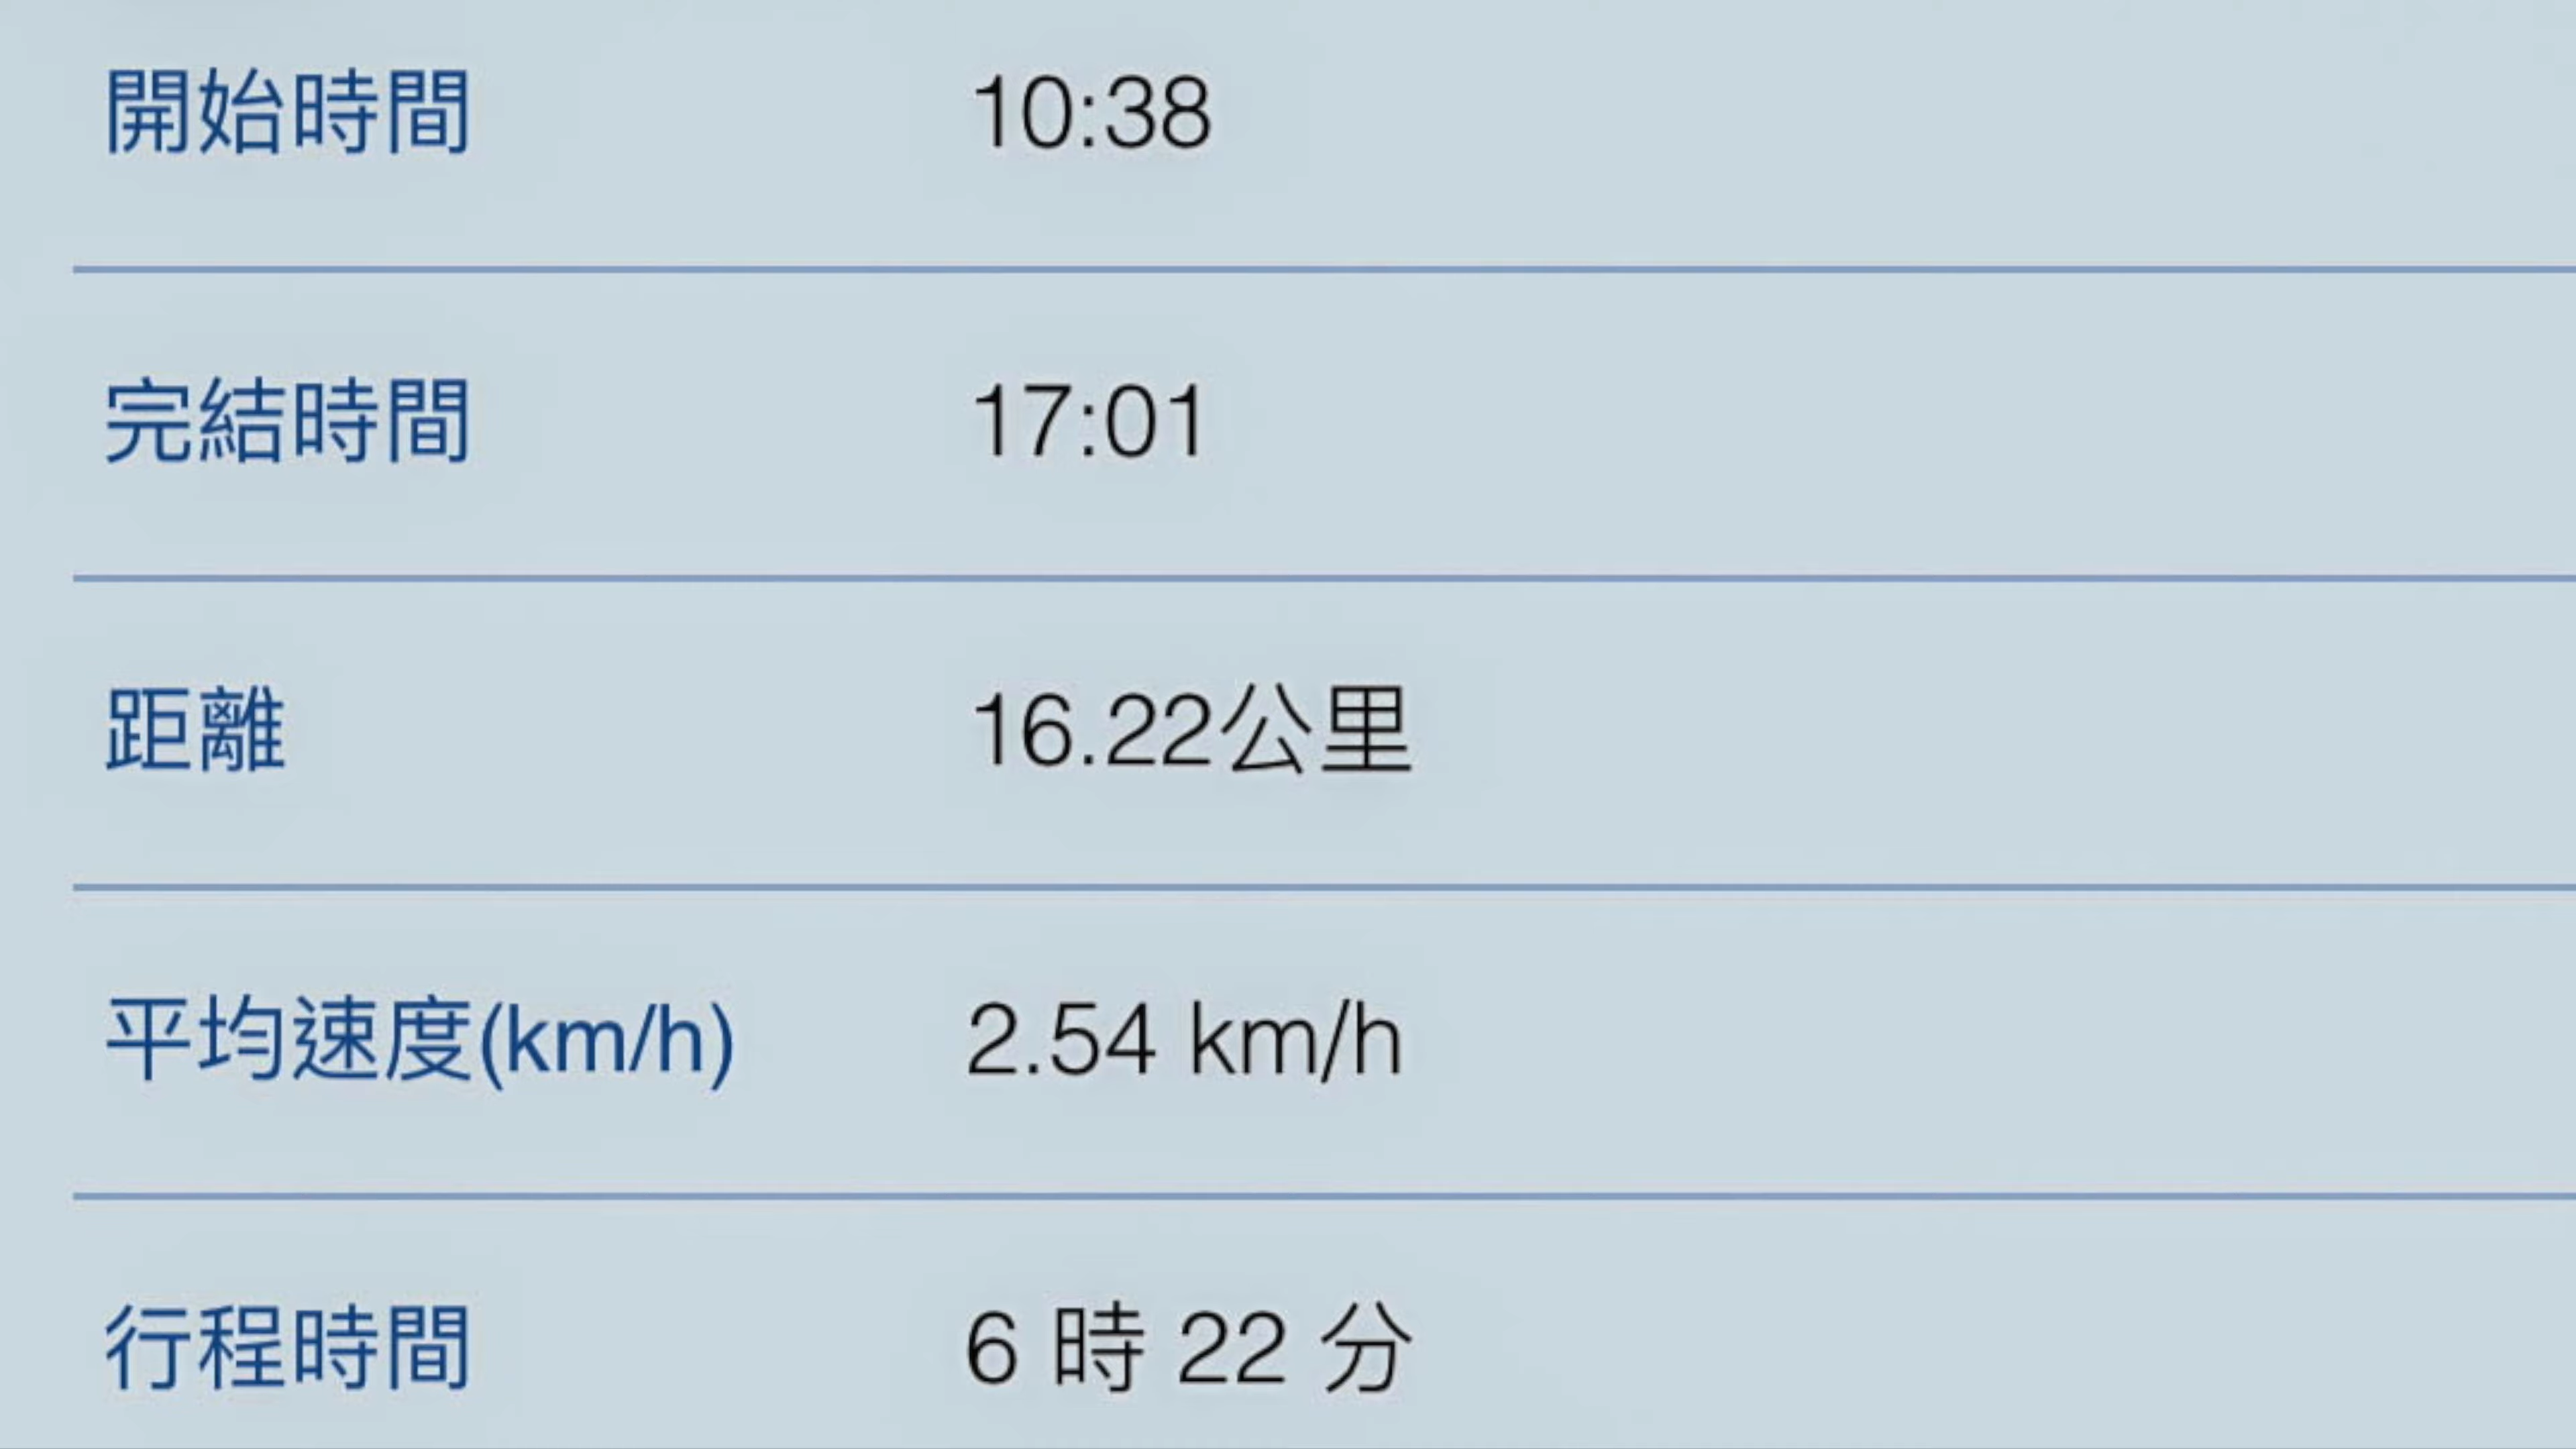 開始時間 10:38
完結時間 17:01
距離 16.22公里
平均速度(km/h) 2.54 km/h
行程時間 6 時 22 分